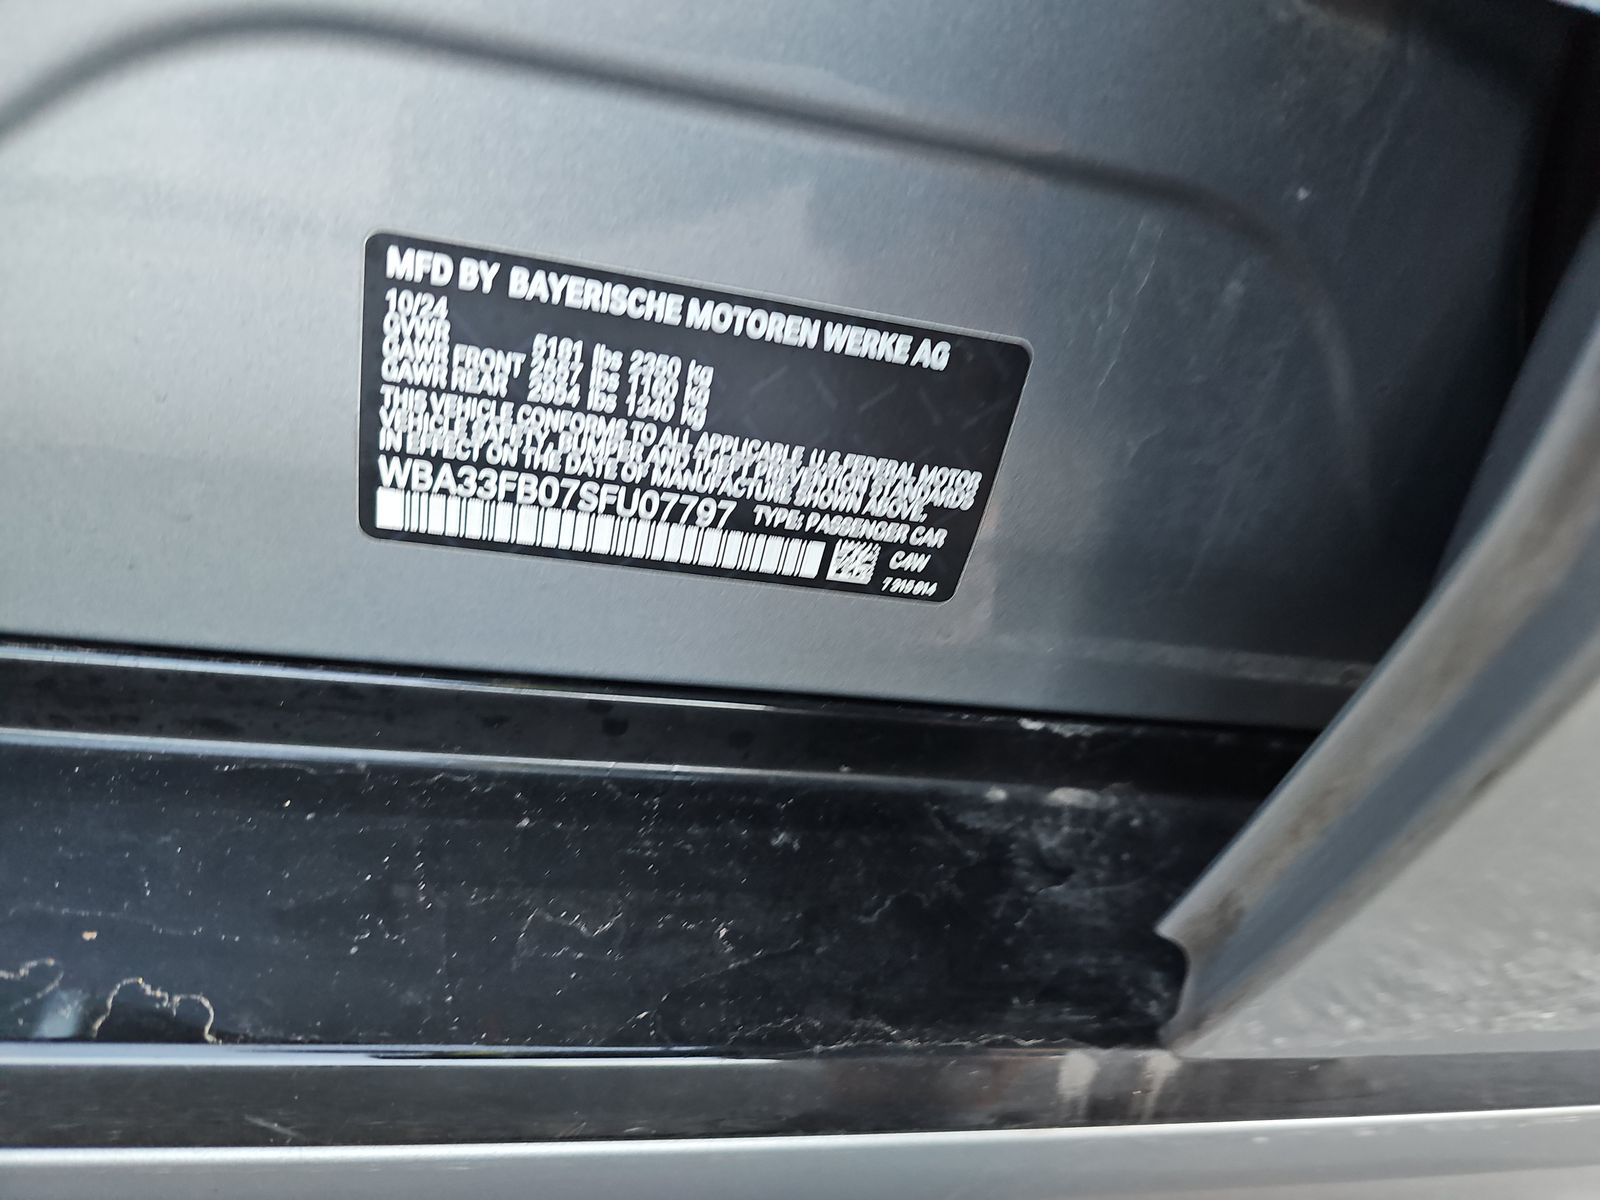 MFD BY BAYERISCHE MOTOREN WERKE AG
10/24
GVWR 5181 lbs 2350 kg
GAWR FRONT lbs 1160 kg
GAWR REAR 2954 lbs 1340 kg
THIS VEHICLE CONFORMS TO ALL APPLICABLE U.S FEDERAL MOTOR
VEHICLE SAFETY, BUMPER AND THEFT PREVENTION STANDARDS
IN EFFECT ON THE DATE OF MANUFACTURE SHOWN ABOVE,
WBA33FB07SFU07797 TYPE: PASSENGER CAR
C4W